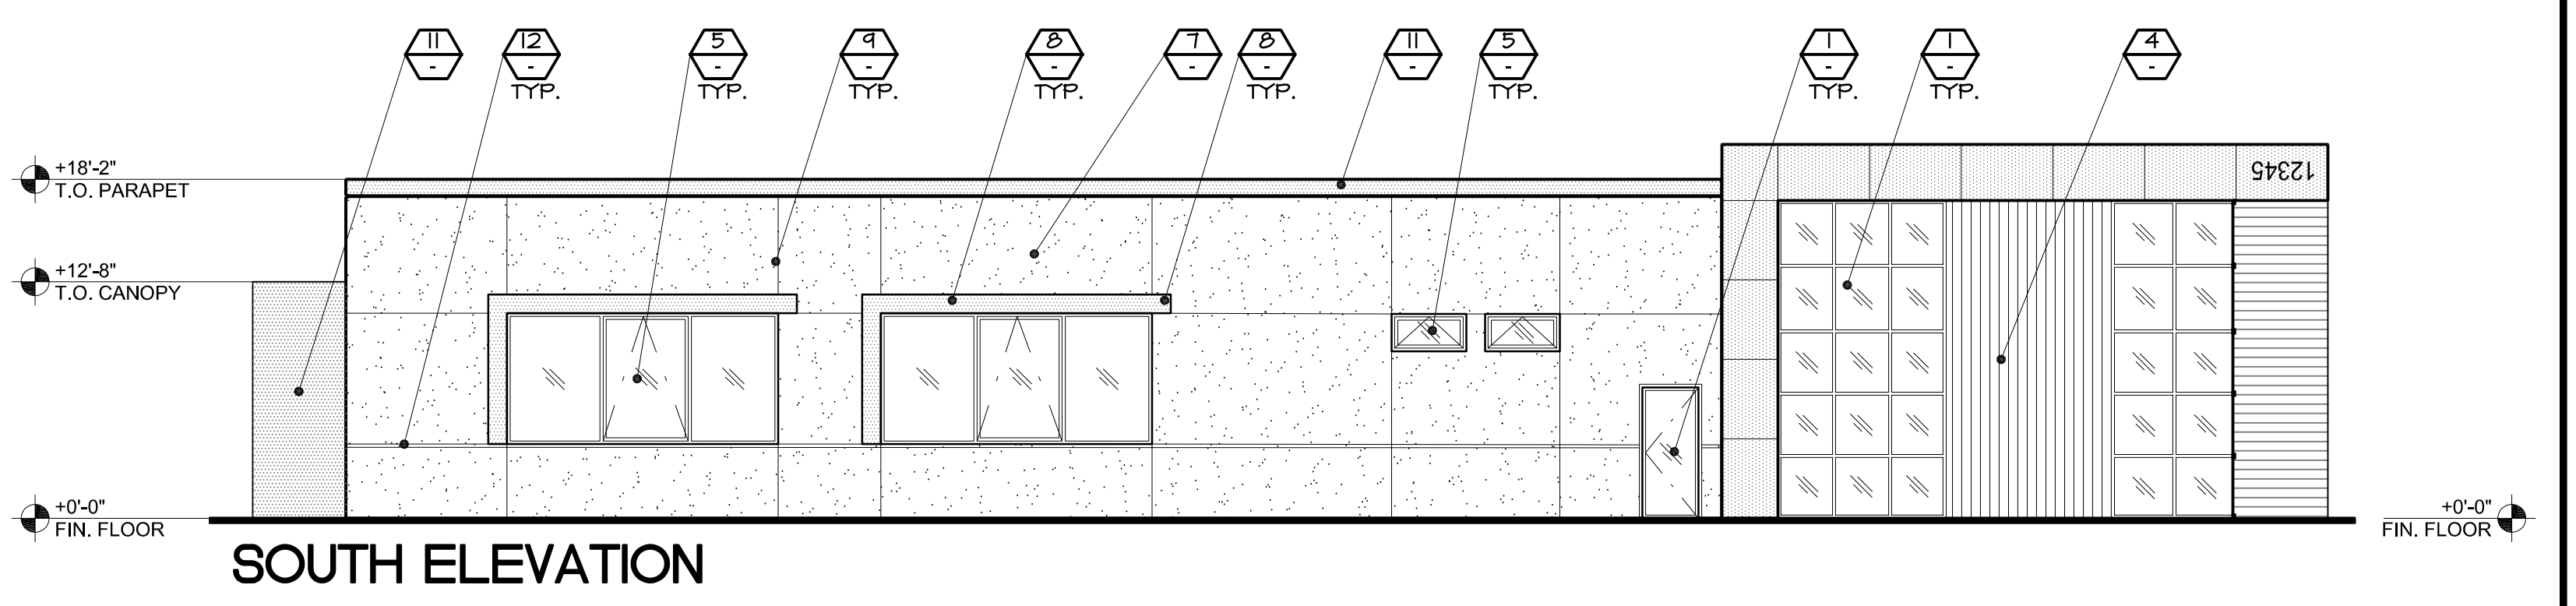 11 12 5 9 8 7 8 11 5 1 1 4
- - - - - - - - - - - -
TYP. TYP. TYP. TYP. TYP. TYP. TYP. TYP.
+18'-2"
T.O. PARAPET
12345
+12'-8"
T.O. CANOPY
+0'-0"
FIN. FLOOR
+0'-0"
FIN. FLOOR
SOUTH ELEVATION